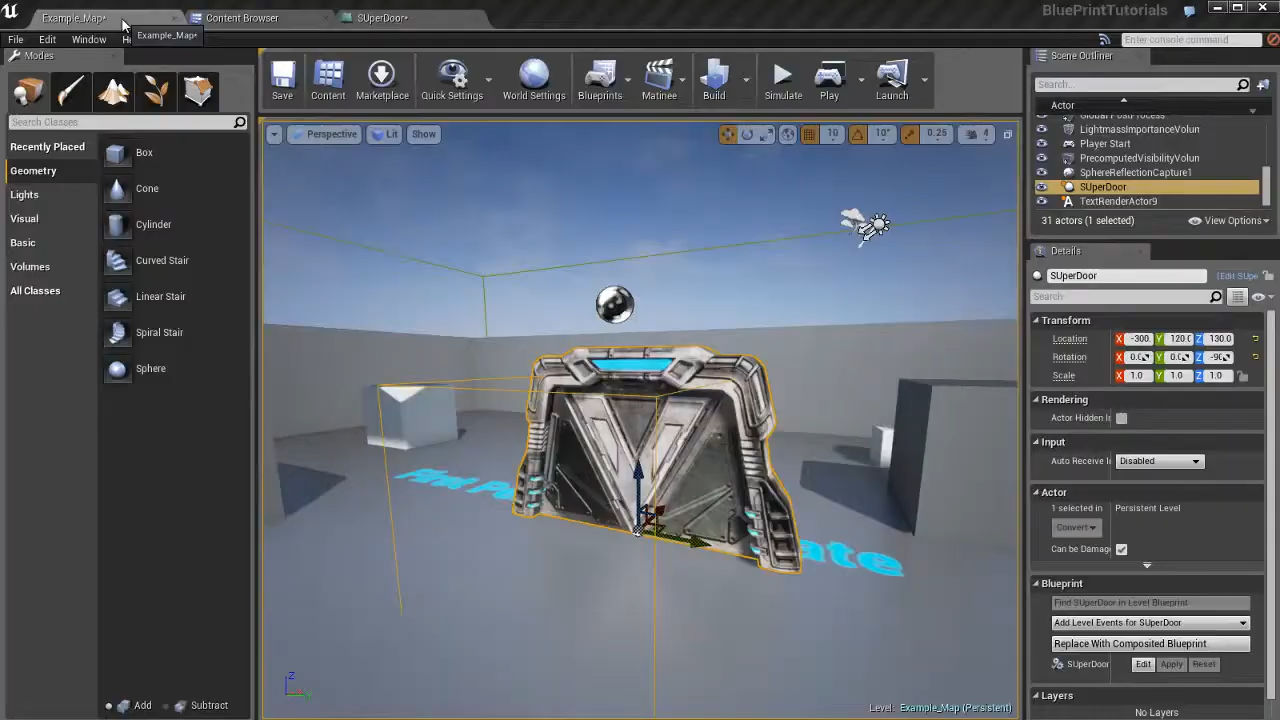 Example_Map*
Content Browser
SUperDoor*
BluePrintTutorials
Example_Map*
File
Edit
Window
Enter console command
Modes
Search Classes
Recently Placed
Geometry
Lights
Visual
Basic
Volumes
All Classes
Box
Cone
Cylinder
Curved Stair
Linear Stair
Spiral Stair
Sphere
Add
Subtract
Save
Content
Marketplace
Quick Settings
World Settings
Blueprints
Matinee
Build
Simulate
Play
Launch
Perspective
Lit
Show
10
10°
0.25
4
ate
Level: Example_Map (Persistent)
Z
Scene Outliner
Search...
Actor
Global PostProcess
LightmassImportanceVolun
Player Start
PrecomputedVisibilityVolun
SphereReflectionCapture1
SUperDoor
TextRenderActor9
31 actors (1 selected)
View Options
Details
SUperDoor
[Edit SUpe
Search
Transform
Location X -300. Y 120.0 Z 130.0
Rotation X 0.0 Y 0.0 Z -90
Scale X 1.0 Y 1.0 Z 1.0
Rendering
Actor Hidden I
Input
Auto Receive I
Disabled
Actor
1 selected in
Persistent Level
Convert
Can be Damag
Blueprint
Find SUperDoor in Level Blueprint
Add Level Events for SUperDoor
Replace With Composited Blueprint
SUperDoor
Edit
Apply
Reset
Layers
No Layers